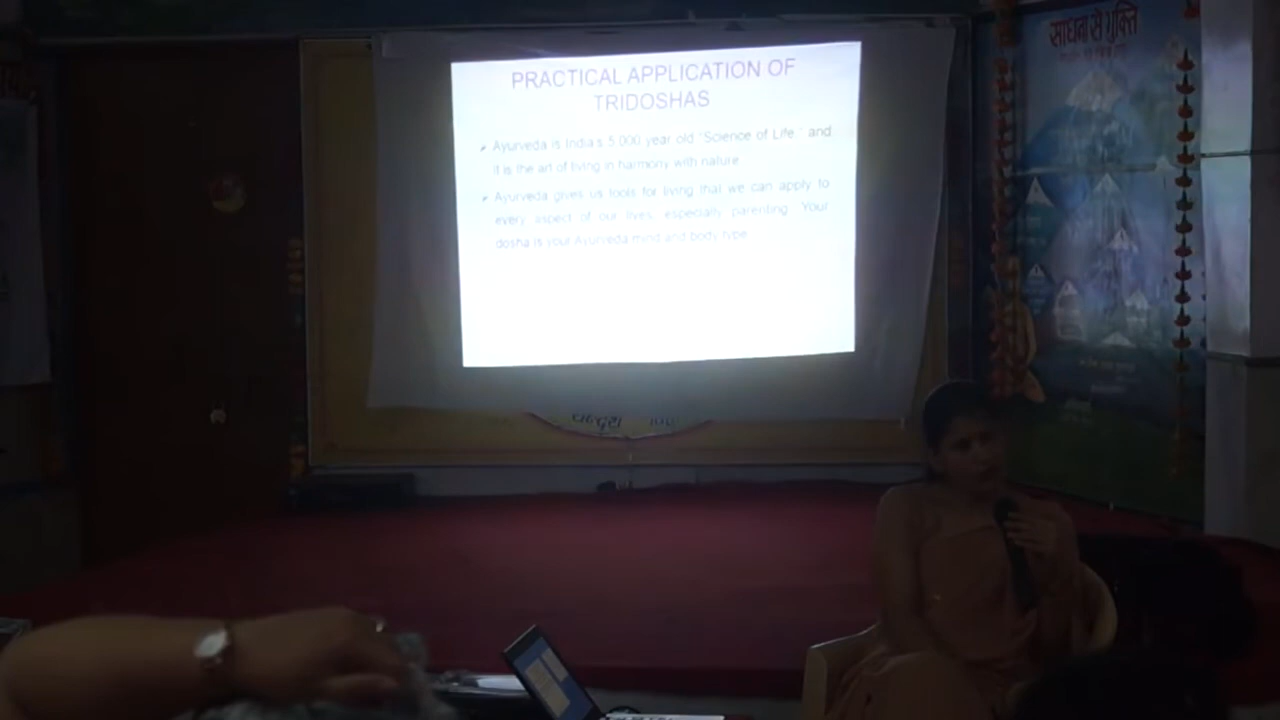 PRACTICAL APPLICATION OF
TRIDOSHAS
Ayurveda is India's 5,000 year old "Science of Life," and
it is the art of living in harmony with nature.
Ayurveda gives us tools for living that we can apply to
every aspect of our lives, especially parenting. Your
dosha is your Ayurveda mind and body type.
साधना से मुक्ति